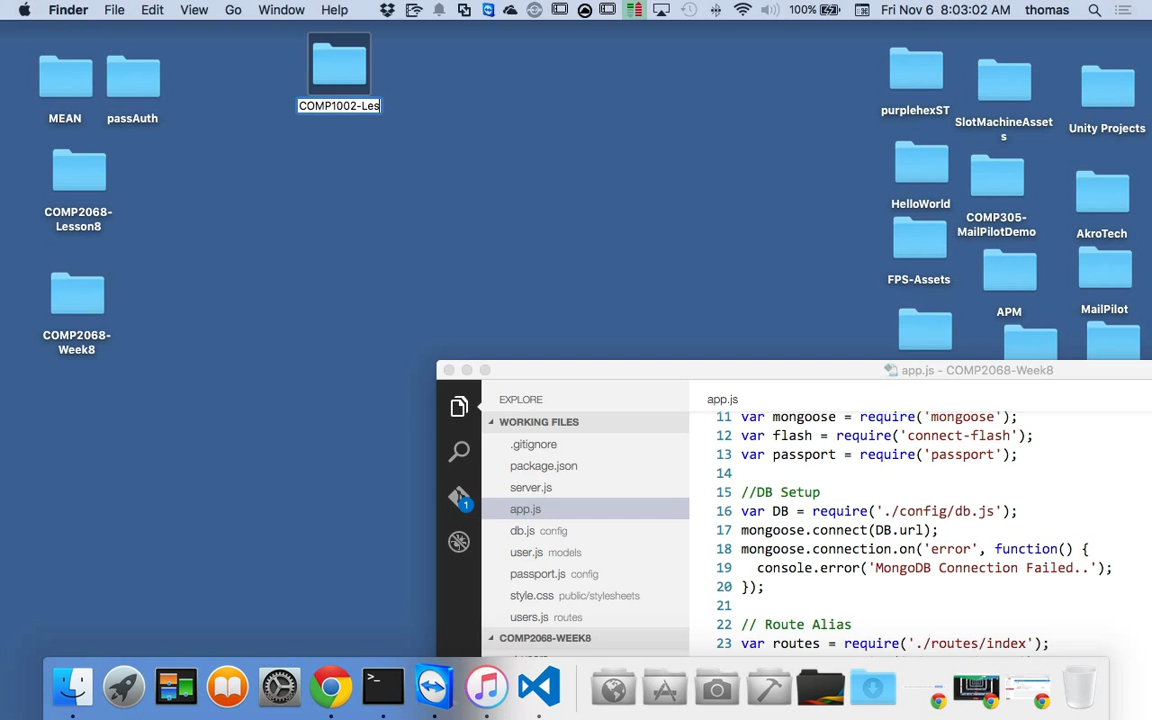 Finder File Edit View Go Window Help 100% Fri Nov 6 8:03:02 AM thomas
MEAN
passAuth
COMP1002-Les
purplehexST
SlotMachineAsset
s
Unity Projects
COMP2068-
Lesson8
HelloWorld
COMP305-
MailPilotDemo
AkroTech
FPS-Assets
APM
MailPilot
COMP2068-
Week8
app.js - COMP2068-Week8
EXPLORE
app.js
WORKING FILES
.gitignore
package.json
server.js
app.js
db.js config
user.js models
passport.js config
style.css public/stylesheets
users.js routes
COMP2068-WEEK8
11 var mongoose = require('mongoose');
12 var flash = require('connect-flash');
13 var passport = require('passport');
14
15 //DB Setup
16 var DB = require('./config/db.js');
17 mongoose.connect(DB.url);
18 mongoose.connection.on('error', function() {
19 console.error('MongoDB Connection Failed..');
20 });
21
22 // Route Alias
23 var routes = require('./routes/index');
1